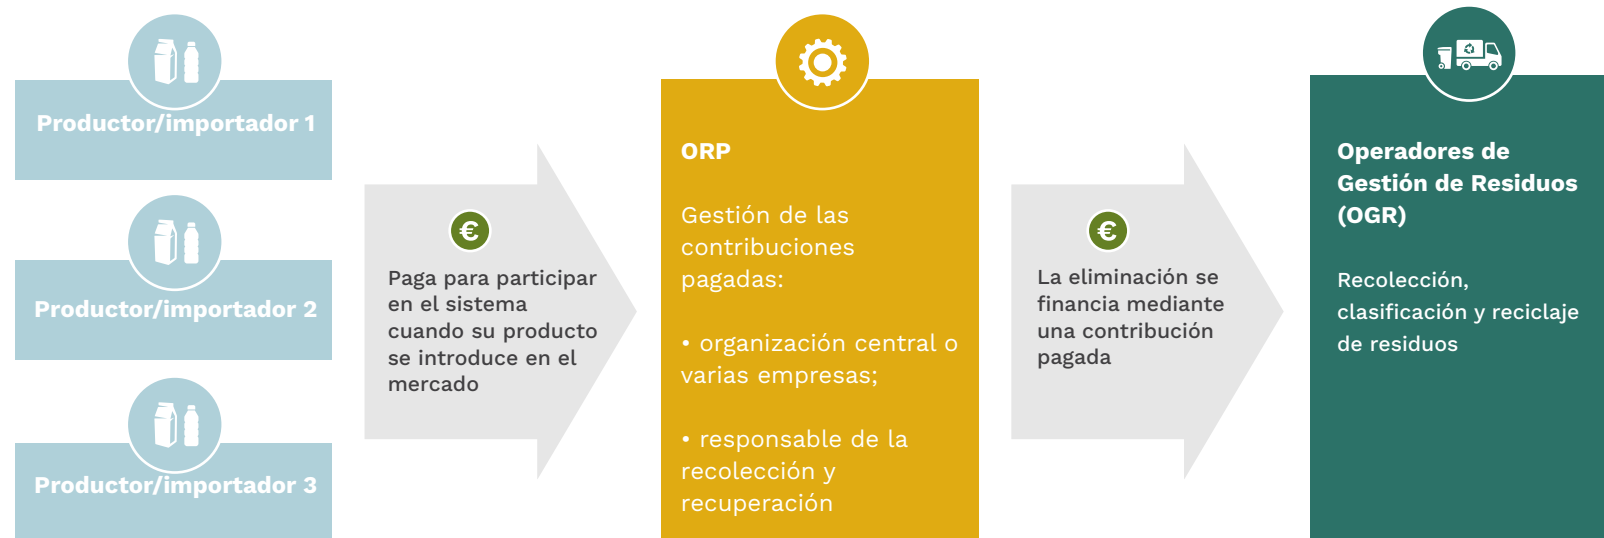 Productor/importador 1
Productor/importador 2
Productor/importador 3
€
Paga para participar
en el sistema
cuando su producto
se introduce en el
mercado
ORP
Gestión de las
contribuciones
pagadas:
• organización central o
varias empresas;
• responsable de la
recolección y
recuperación
€
La eliminación se
financia mediante
una contribución
pagada
Operadores de
Gestión de Residuos
(OGR)
Recolección,
clasificación y reciclaje
de residuos